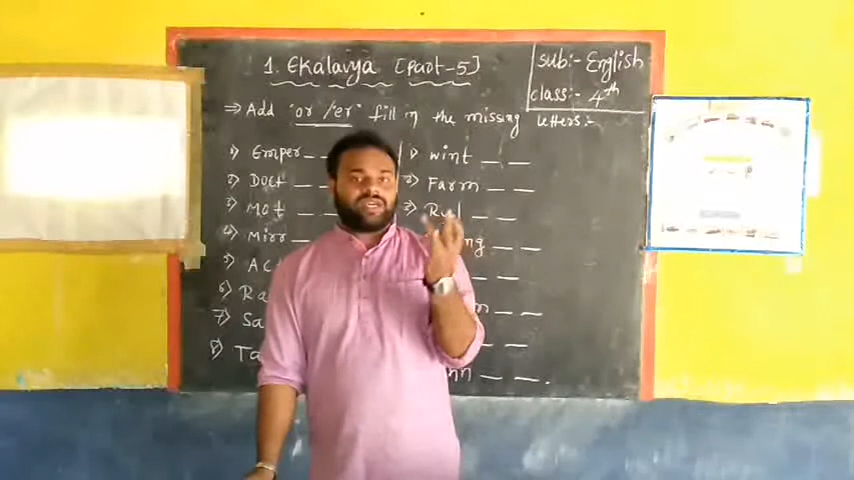 1. Ekalavya [Part-5]
sub:- English
class:- 4th
⇒ Add "or / er" fill in the missing letters:-
1) Emper _ _
2) Doct _ _
3) Mot _ _
4) Mirr _ _
5) Ac
6) Ra
7) Sa
8) Ta
1) wint _ _
2) Farm _ _
3) Rul _ _
ng _ _
_ _
m _ _
_ _
nn _ _.